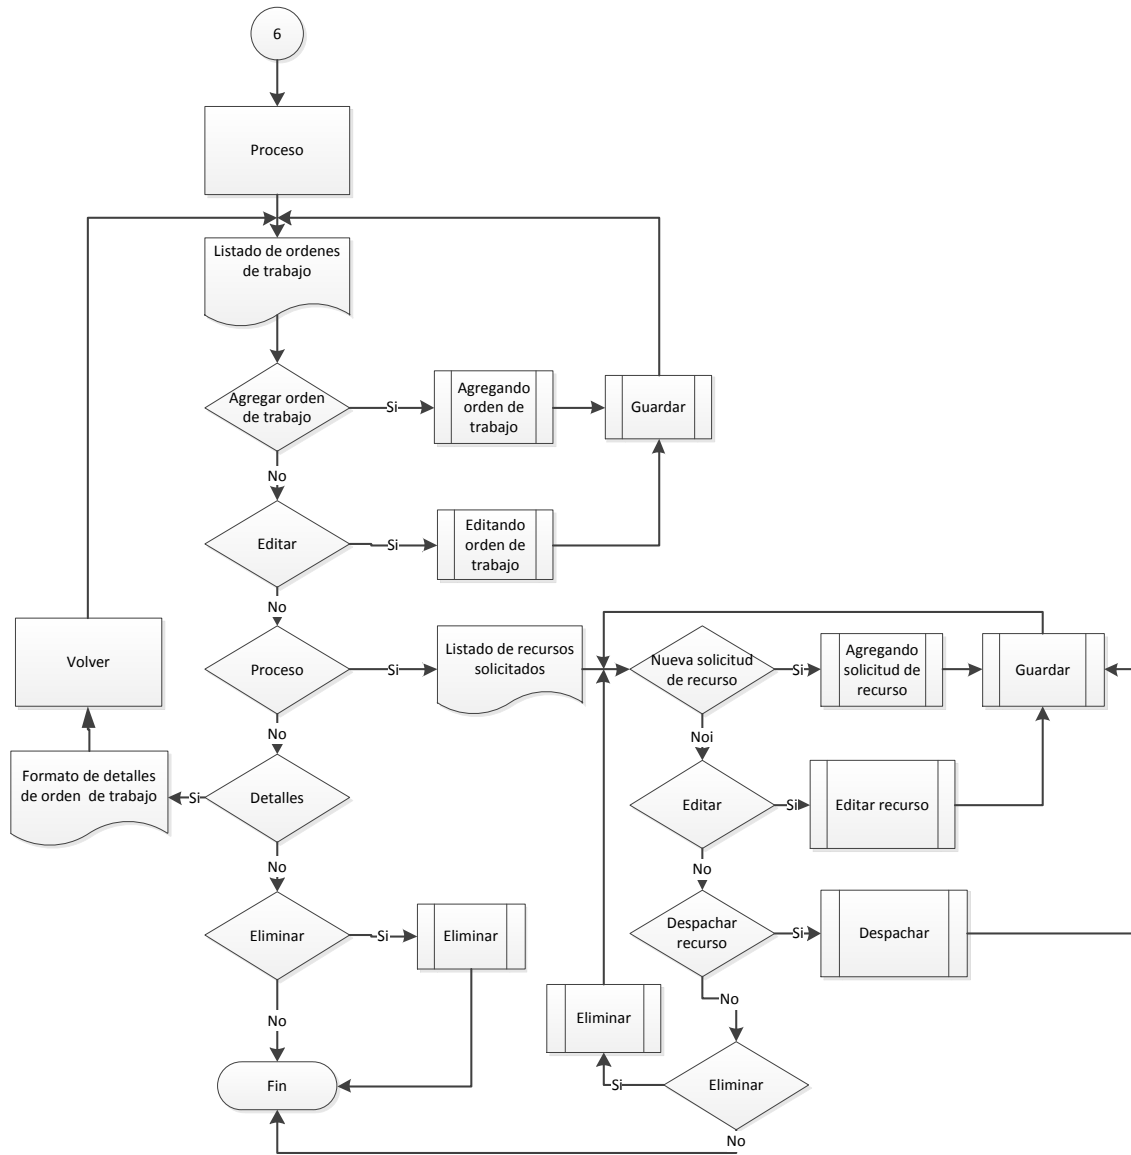 6
Proceso
Listado de ordenes
de trabajo
Agregar orden
de trabajo
Si
Agregando
orden de
trabajo
Guardar
No
Editar
Si
Editando
orden de
trabajo
No
Proceso
Si
Listado de recursos
solicitados
Nueva solicitud
de recurso
Si
Agregando
solicitud de
recurso
Guardar
Volver
No
Noi
Formato de detalles
de orden de trabajo
Si
Detalles
Editar
Si
Editar recurso
No
No
Eliminar
Si
Eliminar
Despachar
recurso
Si
Despachar
No
No
Eliminar
Fin
Si
Eliminar
No